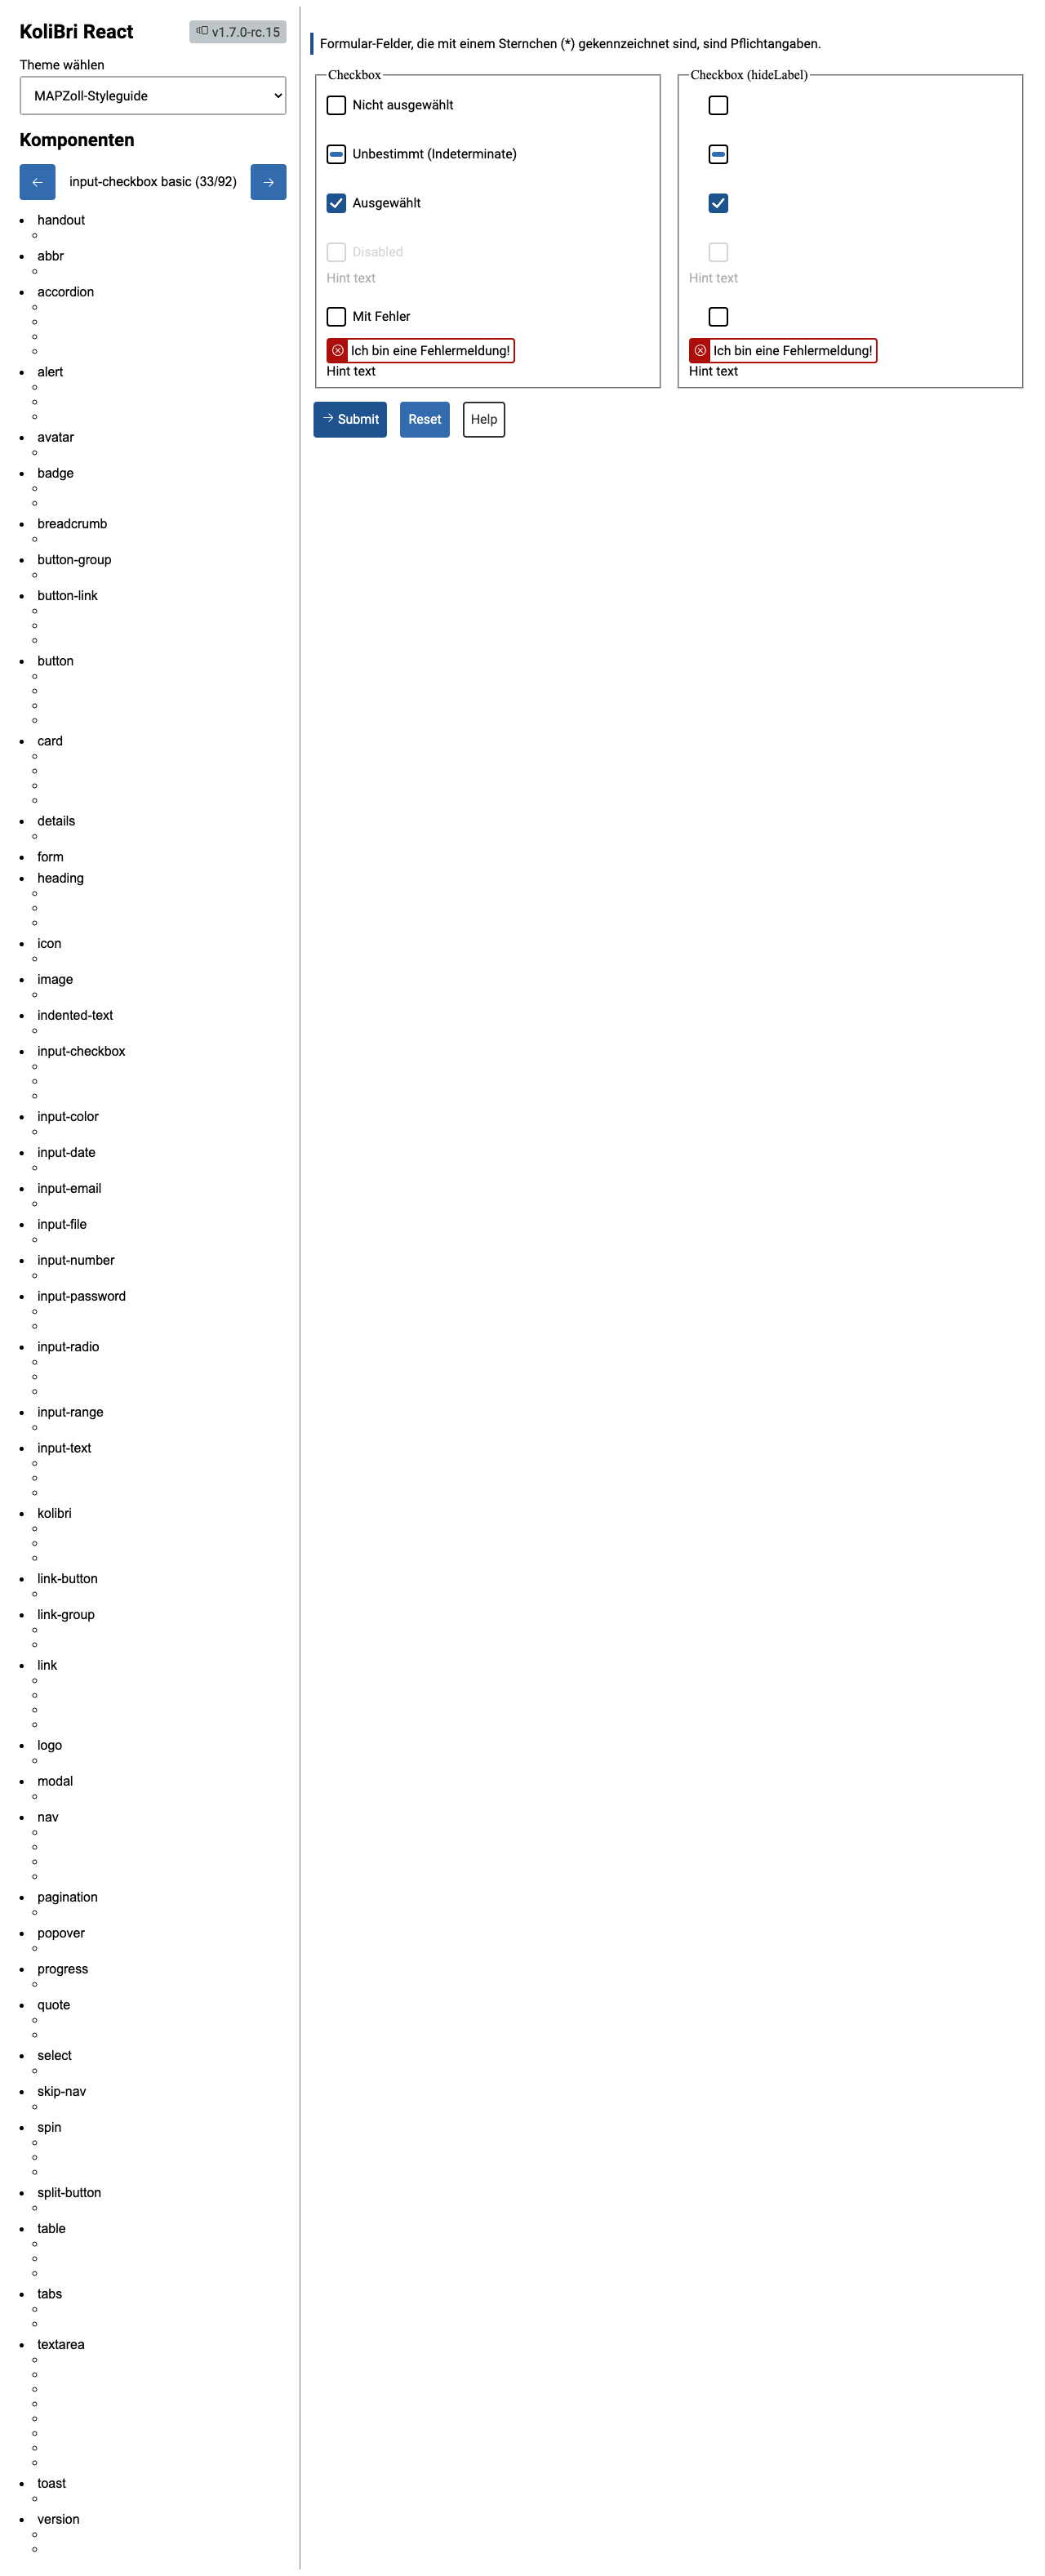 KoliBri React
v1.7.0-rc.15
Theme wählen
MAPZoll-Styleguide
Komponenten
input-checkbox basic (33/92)
handout
abbr
accordion
alert
avatar
badge
breadcrumb
button-group
button-link
button
card
details
form
heading
icon
image
indented-text
input-checkbox
input-color
input-date
input-email
input-file
input-number
input-password
input-radio
input-range
input-text
kolibri
link-button
link-group
link
logo
modal
nav
pagination
popover
progress
quote
select
skip-nav
spin
split-button
table
tabs
textarea
toast
version
Formular-Felder, die mit einem Sternchen (*) gekennzeichnet sind, sind Pflichtangaben.
Checkbox
Nicht ausgewählt
Unbestimmt (Indeterminate)
Ausgewählt
Disabled
Hint text
Mit Fehler
Ich bin eine Fehlermeldung!
Hint text
Checkbox (hideLabel)
Hint text
Ich bin eine Fehlermeldung!
Hint text
Submit
Reset
Help